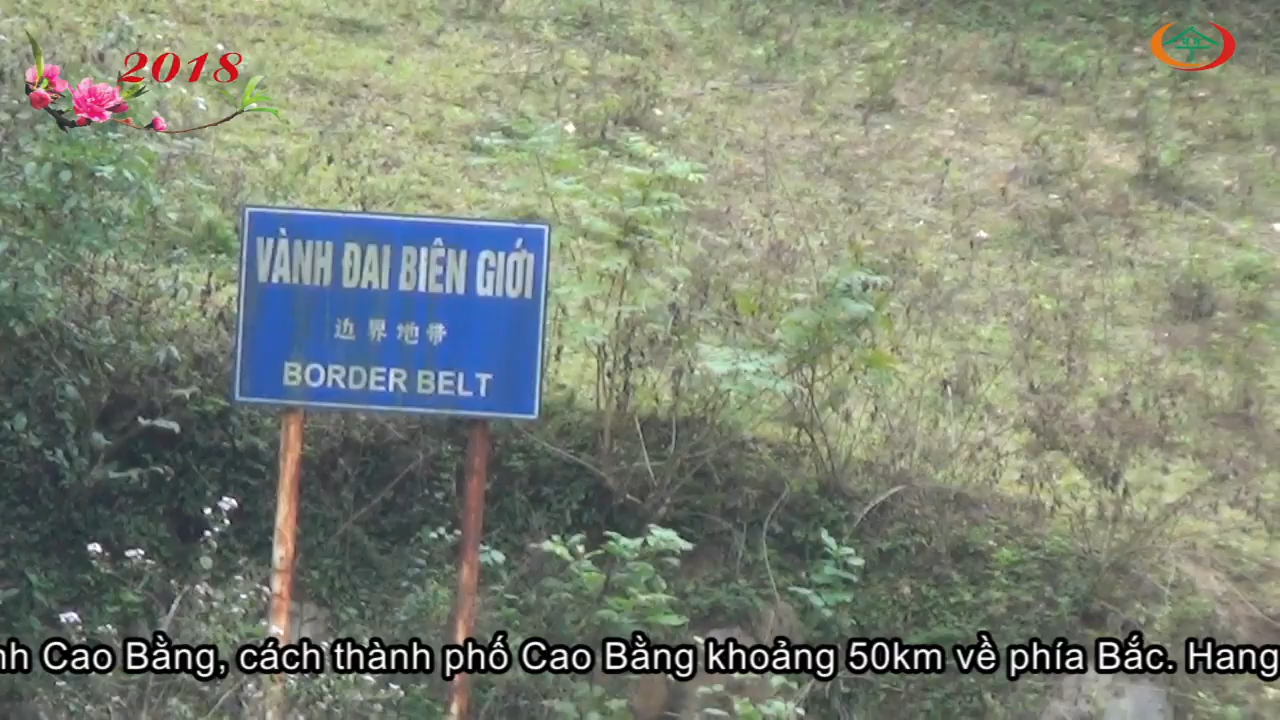 2018
VÀNH ĐAI BIÊN GIỚI
边界地带
BORDER BELT
nh Cao Bằng, cách thành phố Cao Bằng khoảng 50km về phía Bắc. Hang